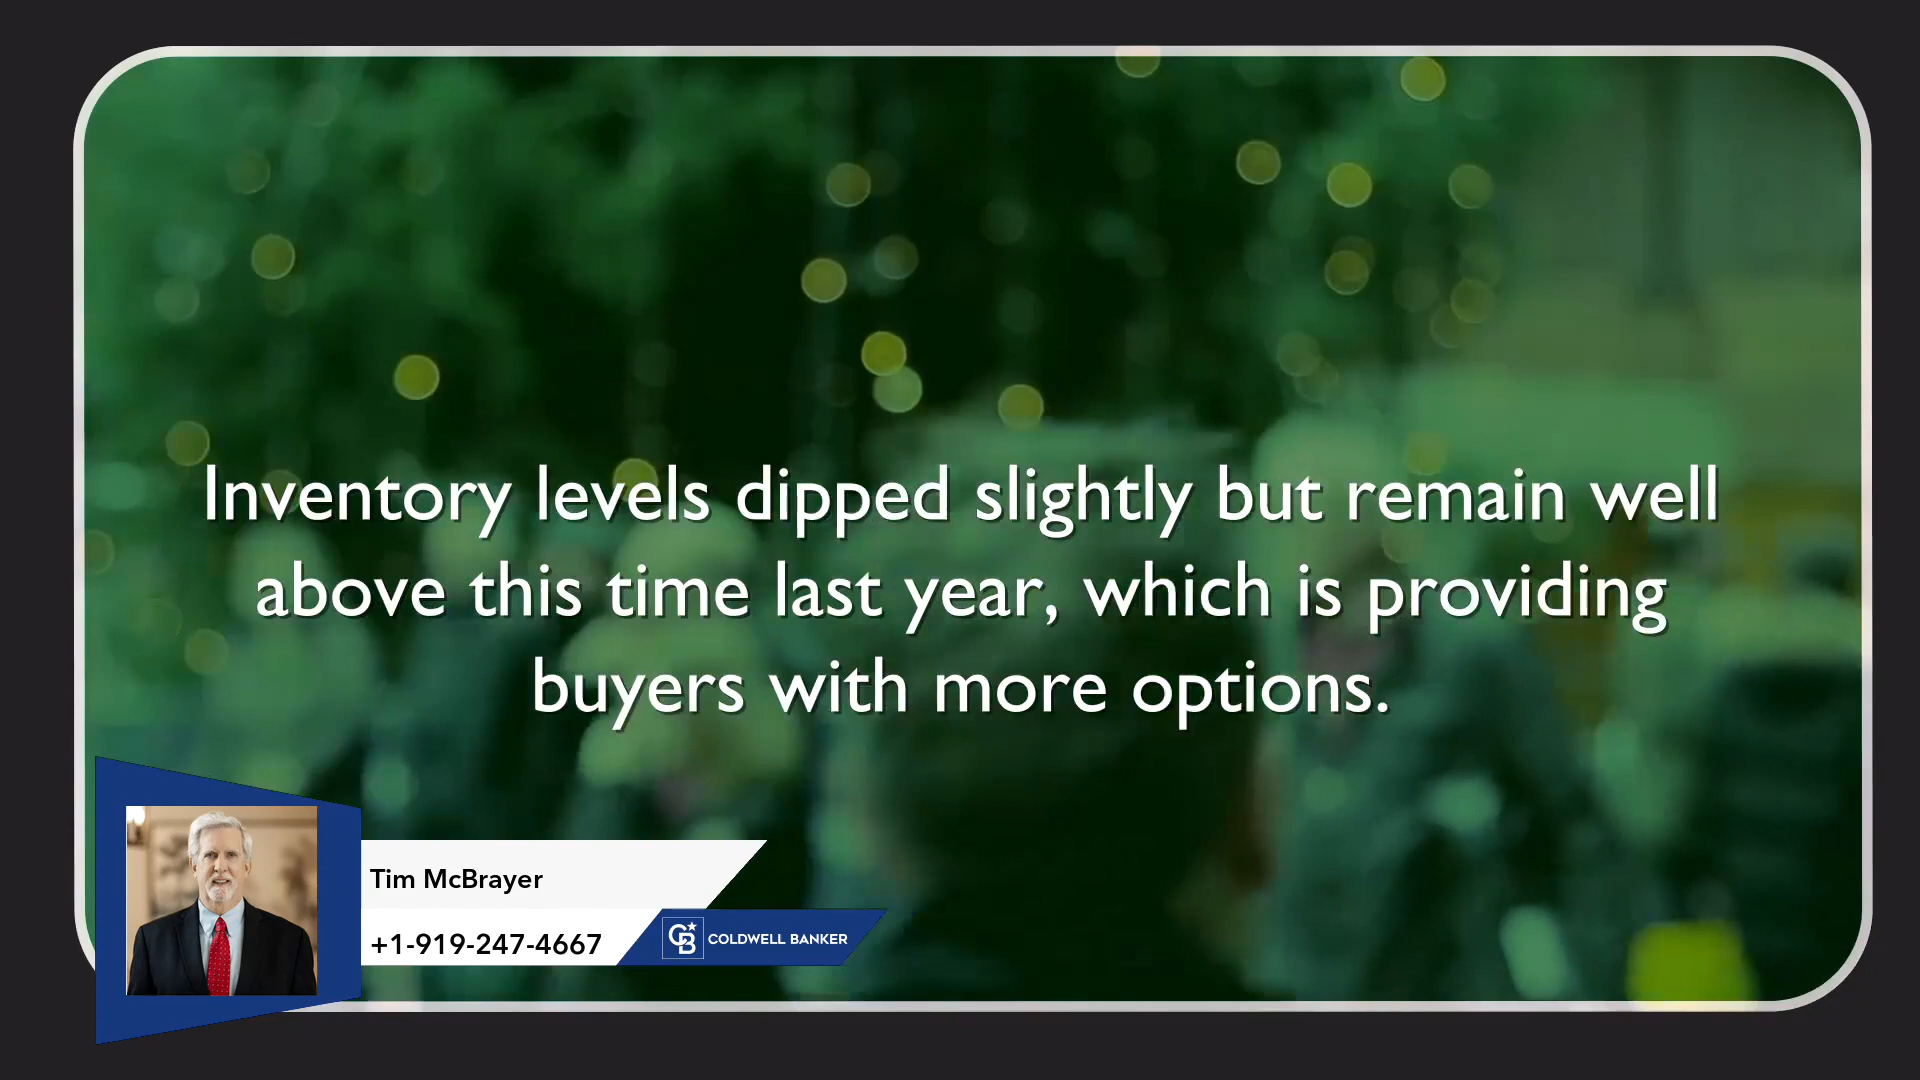 Inventory levels dipped slightly but remain well
above this time last year, which is providing
buyers with more options.
Tim McBrayer
+1-919-247-4667
CB COLDWELL BANKER